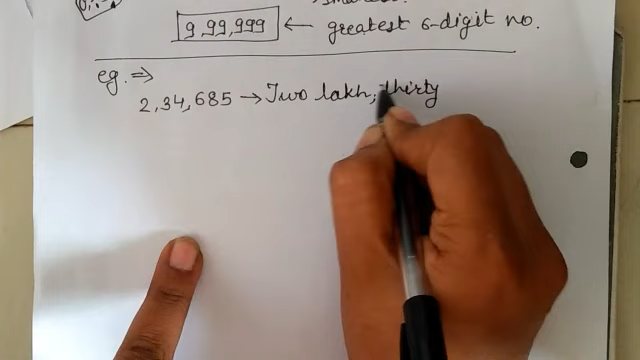 9,99,999 ← greatest 6-digit no.
eg. ⇒
2,34,685 → Two lakh, thirty